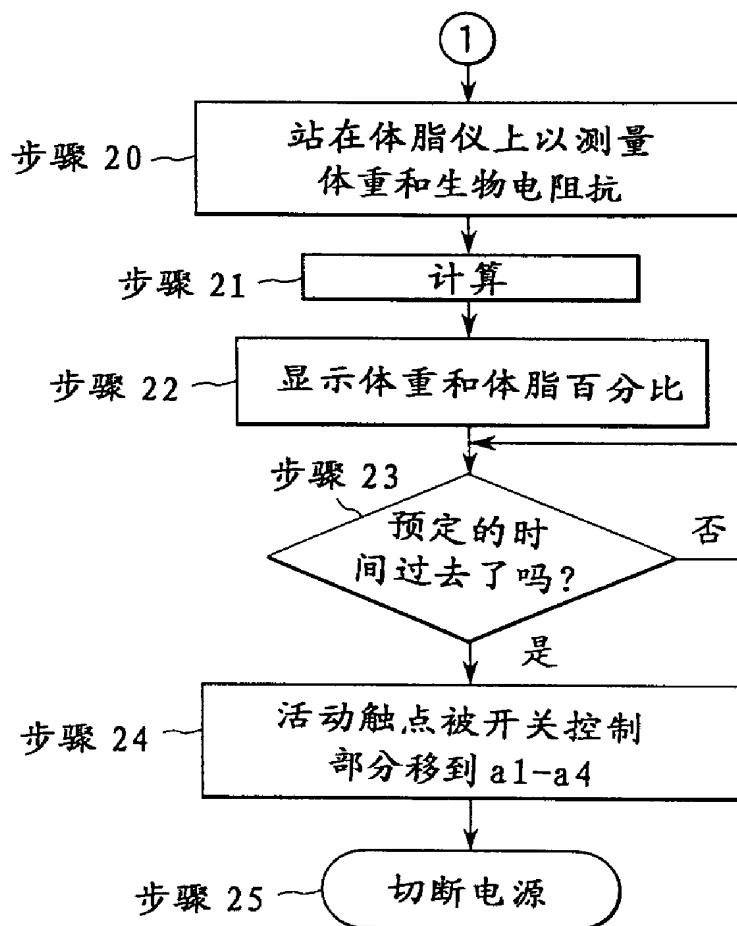 1
步骤 20
站在体脂仪上以测量
体重和生物电阻抗
步骤 21
计算
步骤 22
显示体重和体脂百分比
步骤 23
预定的时
间过去了吗?
否
是
步骤 24
活动触点被开关控制
部分移到 a1-a4
步骤 25
切断电源